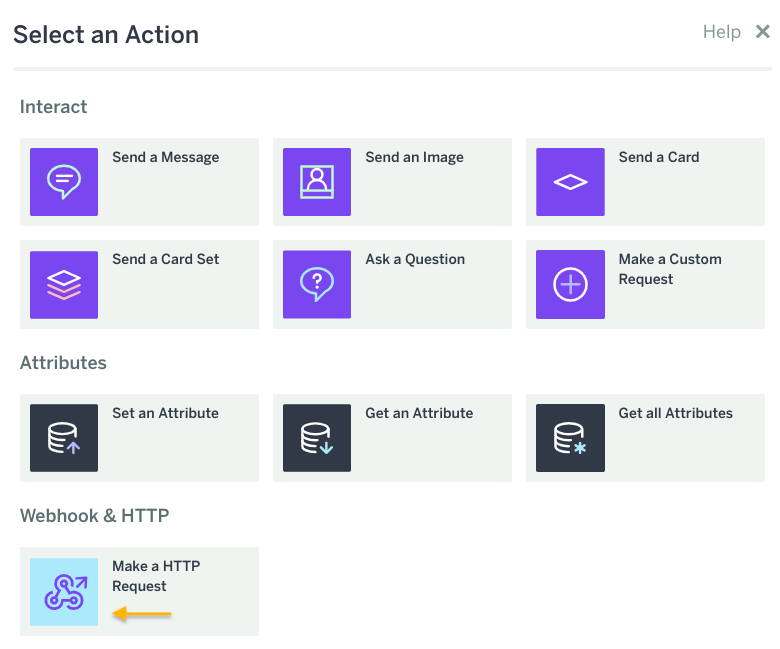 Select an Action
Help
Interact
Send a Message
Send an Image
Send a Card
Send a Card Set
Ask a Question
Make a Custom
Request
Attributes
Set an Attribute
Get an Attribute
Get all Attributes
Webhook & HTTP
Make a HTTP
Request